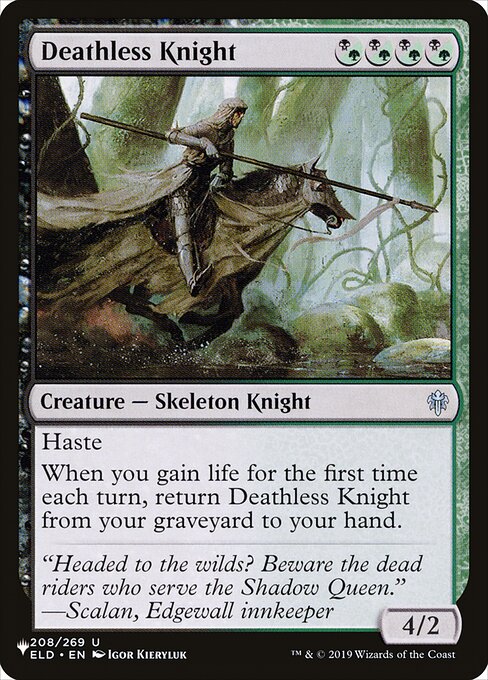 Deathless Knight
Creature — Skeleton Knight
Haste
When you gain life for the first time
each turn, return Deathless Knight
from your graveyard to your hand.
“Headed to the wilds? Beware the dead
riders who serve the Shadow Queen.”
—Scalan, Edgewall innkeeper
4/2
208/269 U
ELD • EN Igor Kieryluk
™ & © 2019 Wizards of the Coast